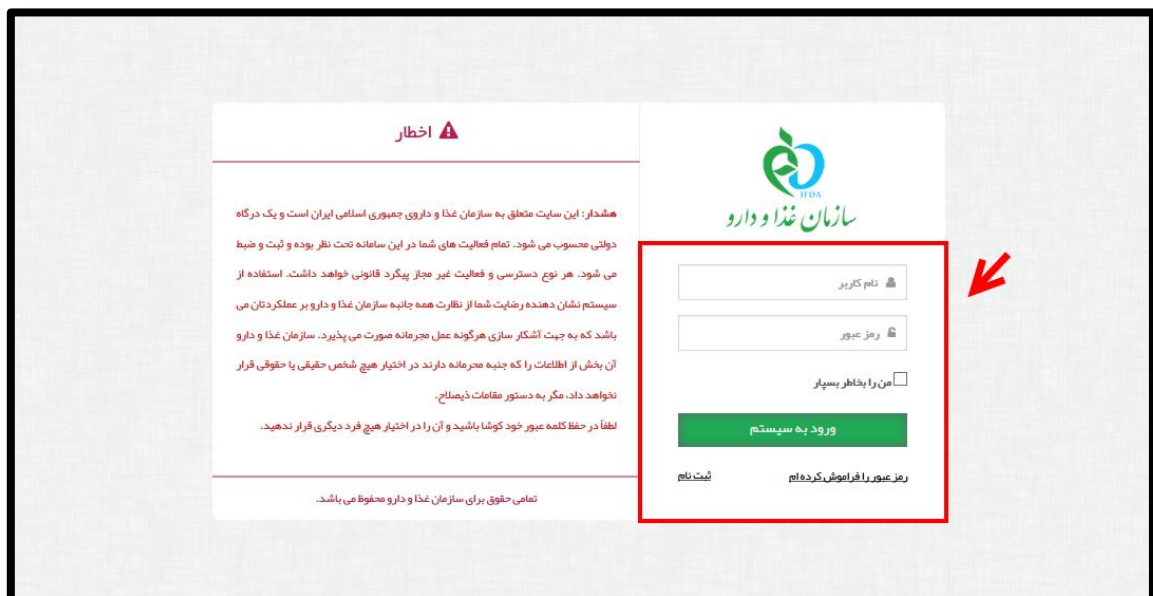 اخطار
هشدار: این سایت متعلق به سازمان غذا و داروی جمهوری اسلامی ایران است و یک درگاه
دولتی محسوب می شود. تمام فعالیت های شما در این سامانه تحت نظر بوده و ثبت و ضبط
می شود. هر نوع دسترسی و فعالیت غیر مجاز پیگرد قانونی خواهد داشت. استفاده از
سیستم نشان دهنده رضایت شما از نظارت همه جانبه سازمان غذا و دارو بر عملکردتان می
باشد که به جهت آشکار سازی هرگونه عمل مجرمانه صورت می پذیرد. سازمان غذا و دارو
آن بخش از اطلاعات را که جنبه محرمانه دارند در اختیار هیچ شخص حقیقی یا حقوقی قرار
نخواهد داد، مگر به دستور مقامات ذیصلاح.
لطفاً در حفظ کلمه عبور خود کوشا باشید و آن را در اختیار هیچ فرد دیگری قرار ندهید.
تمامی حقوق برای سازمان غذا و دارو محفوظ می باشد.
IFDA
سازمان غذا و دارو
نام کاربر
رمز عبور
من را بخاطر بسپار
ورود به سیستم
رمز عبور را فراموش کرده ام
ثبت نام